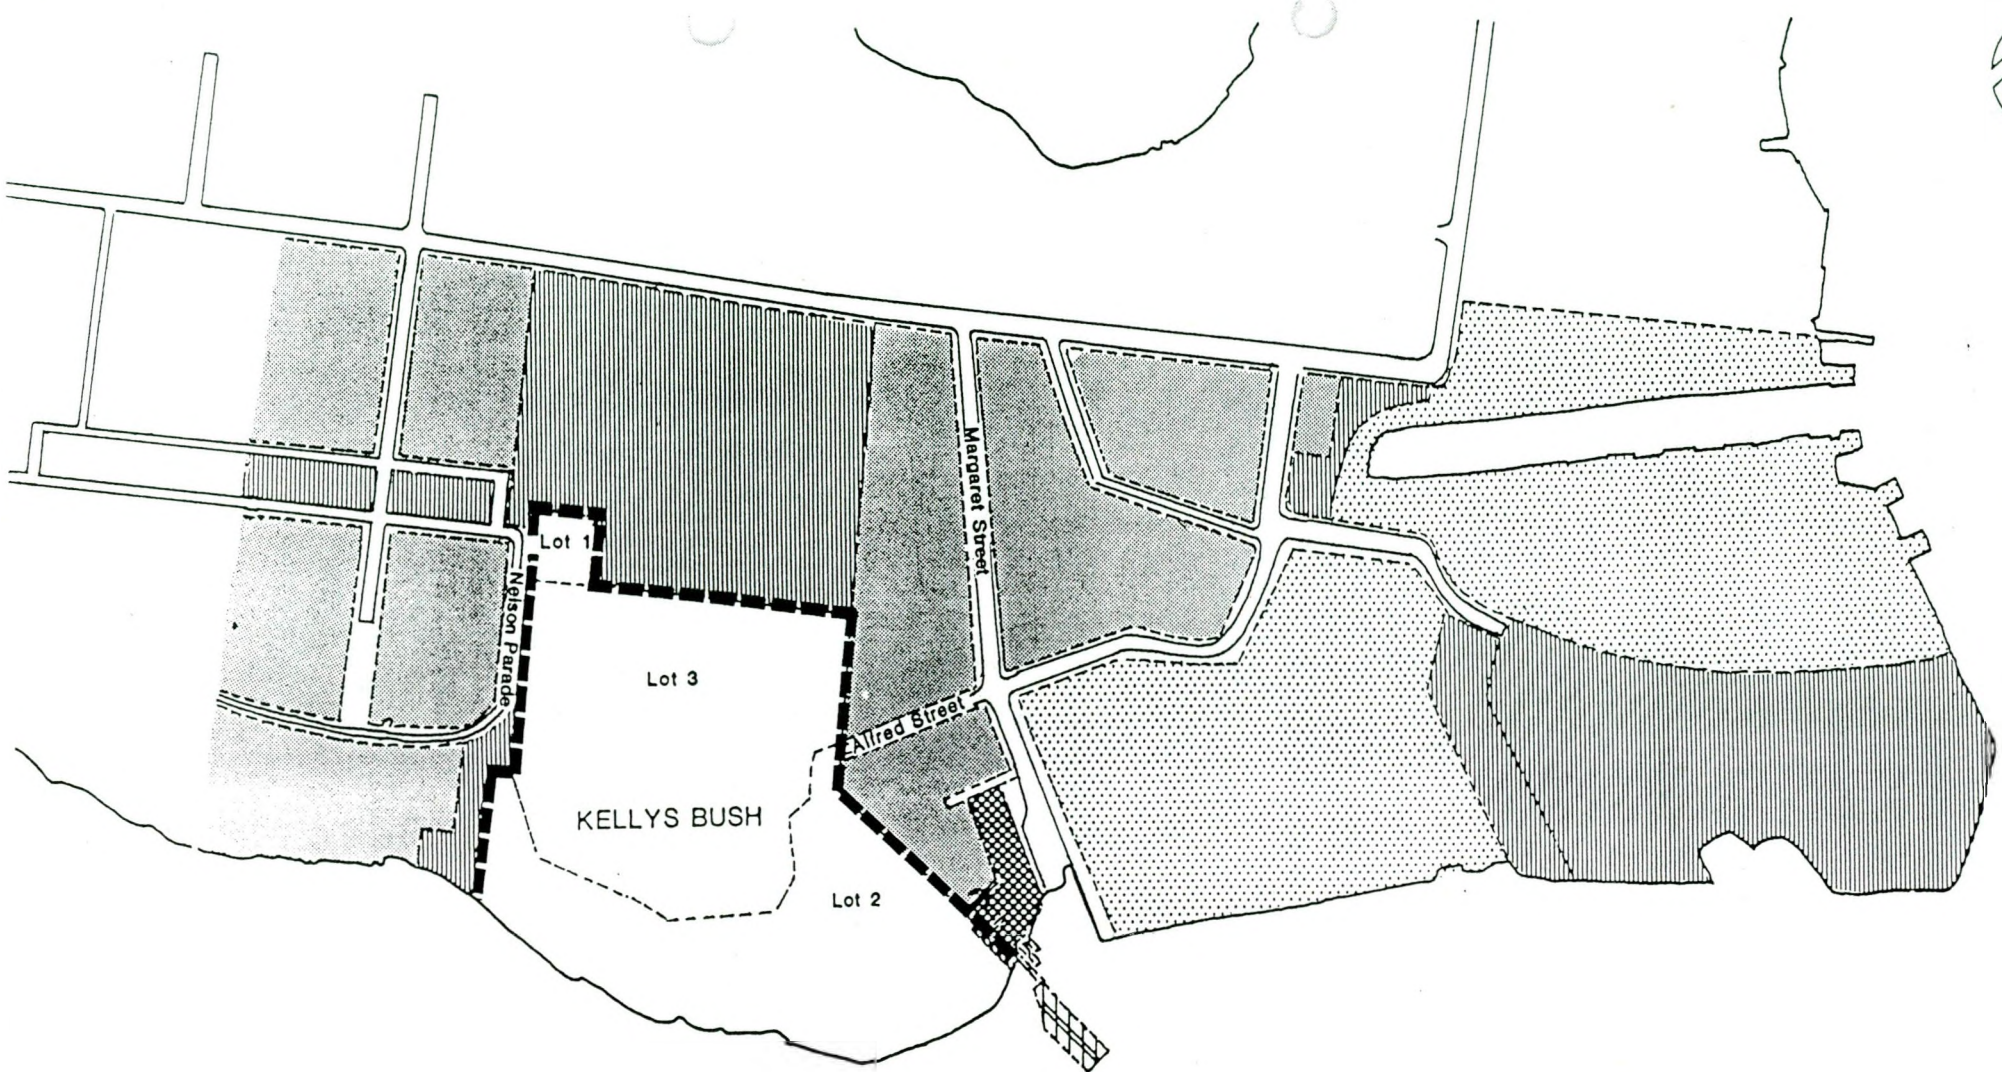 Margaret Street
Lot 1
Nelson Parade
Lot 3
Alfred Street
KELLYS BUSH
Lot 2